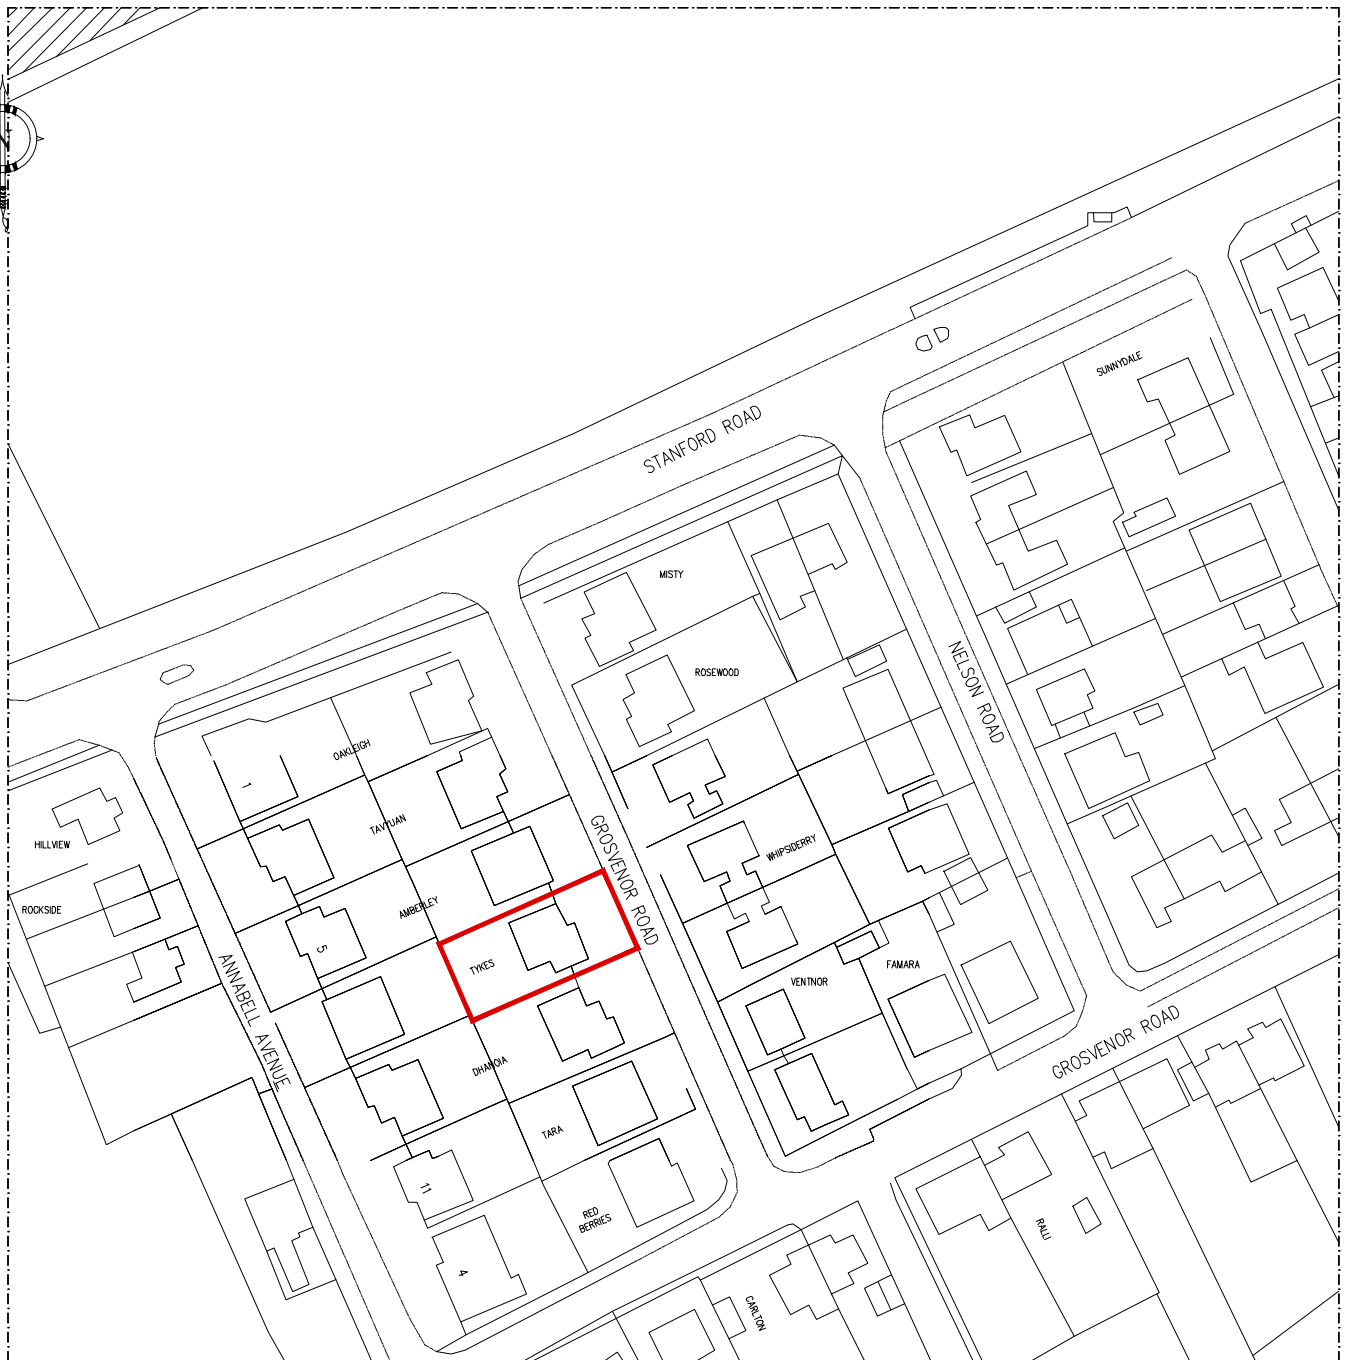 SUNNYDALE
STANFORD ROAD
MISTY
ROSEWOOD
NELSON ROAD
OAKLEIGH
1
TAVYUAN
GROSVENOR ROAD
HILLVIEW
WHIPSIDERRY
ROCKSIDE
AMBERLEY
5
TYKES
FAMARA
VENTNOR
ANNABELL AVENUE
GROSVENOR ROAD
DHANOIA
TARA
11
RED
BERRIES
RALLI
4
CARLTON